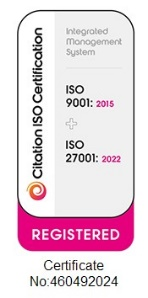 Citation ISO Certification
Integrated
Management
System
ISO
9001: 2015
+
ISO
27001: 2022
REGISTERED
Certificate
No:460492024